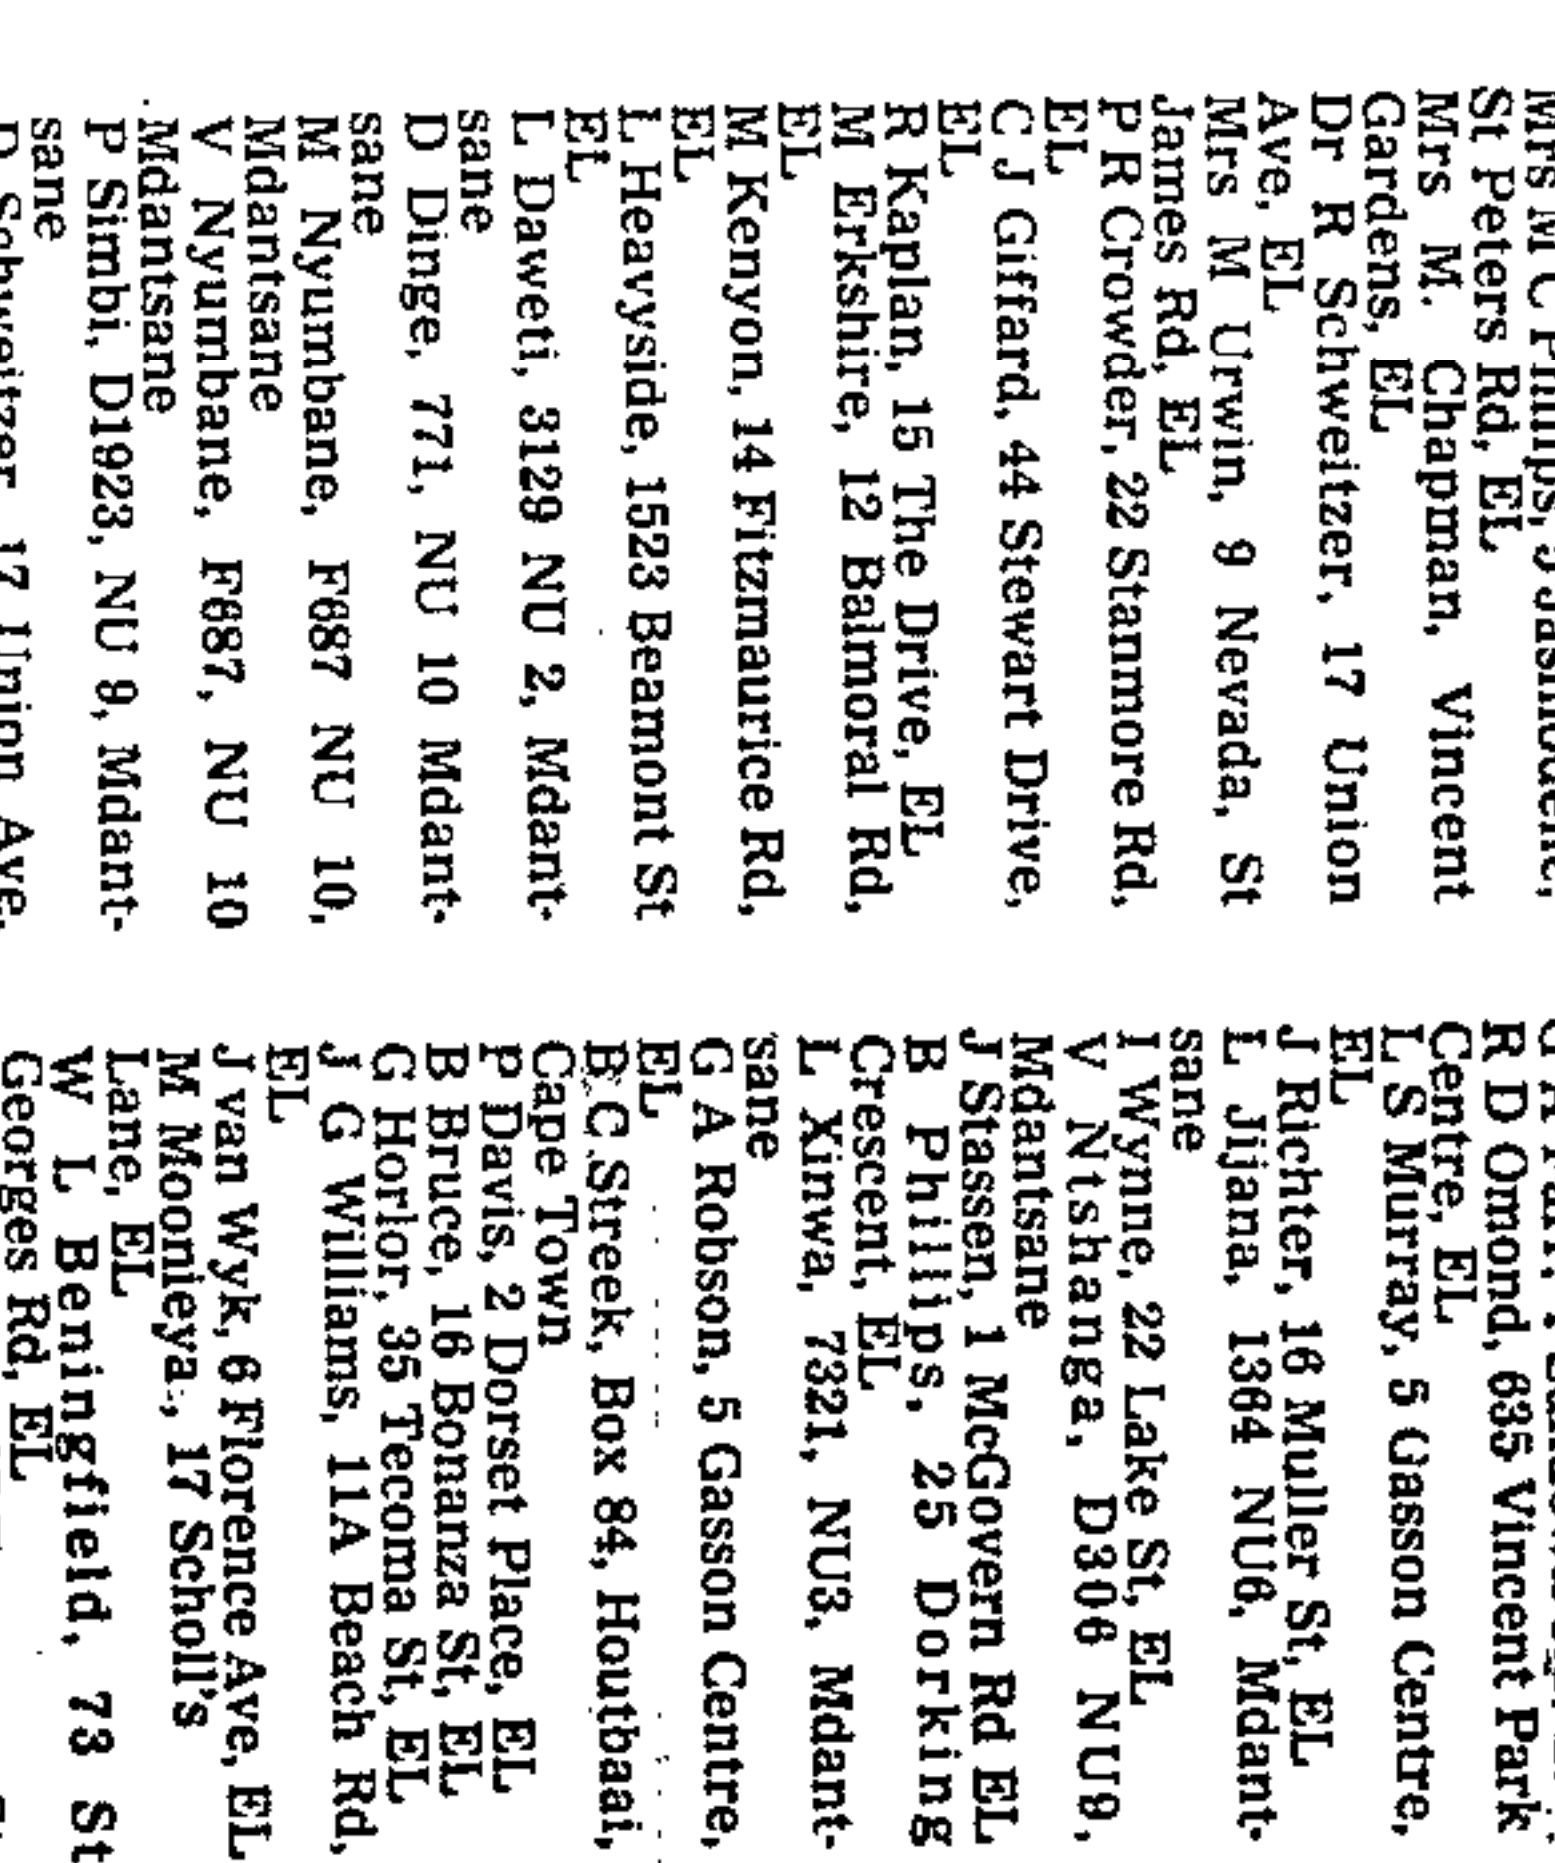 Mrs M C Phillips, 5
St Peters Rd, EL
Mrs M. Chapman, Vincent
Gardens, EL
Dr R Schweitzer, 17 Union
Ave, EL
Mrs M Urwin, 9 Nevada, St
James Rd, EL
P R Crowder, 22 Stanmore Rd,
EL
C J Giffard, 44 Stewart Drive,
EL
R Kaplan, 15 The Drive, EL
M Erkshire, 12 Balmoral Rd,
EL
M Kenyon, 14 Fitzmaurice Rd,
EL
L Heavyside, 1523 Beamont St
EL
L Daweti, 3129 NU 2, Mdant-
sane
D Dinge, 771, NU 10 Mdant-
sane
M Nyumbane, F687 NU 10,
Mdantsane
V Nyumbane, F687, NU 10
Mdantsane
P Simbi, D1923, NU 9, Mdant-
sane
D Schweitzer, 17 Union Ave,
R D Omond, 635 Vincent Park
Centre, EL
L S Murray, 5 Gasson Centre,
EL
J Richter, 16 Muller St, EL
L Jijana, 1364 NU6, Mdant-
sane
I Wynne, 22 Lake St, EL
V Ntshanga, D306 NU9,
Mdantsane
J Stassen, 1 McGovern Rd EL
B Phillips, 25 Dorking
Crescent, EL
L Xinwa, 7321, NU3, Mdant-
sane
G A Robson, 5 Gasson Centre,
EL
B C Streek, Box 84, Houtbaai,
Cape Town
P Davis, 2 Dorset Place, EL
B Bruce, 16 Bonanza St, EL
G Horlor, 35 Tecoma St, EL
J G Williams, 11A Beach Rd,
EL
J van Wyk, 6 Florence Ave, EL
M Moonieya, 17 Scholl's
Lane, EL
W L Beningfield, 73 St
Georges Rd, EL